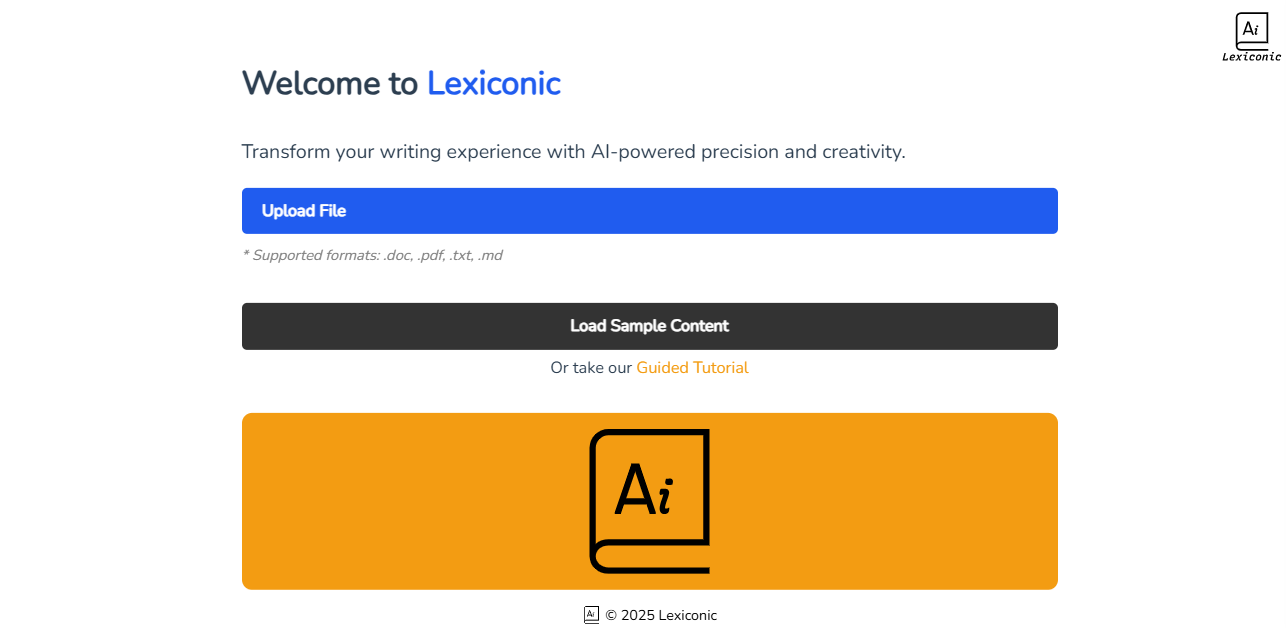 Ai
Lexiconic
Welcome to Lexiconic
Transform your writing experience with AI-powered precision and creativity.
Upload File
* Supported formats: .doc, .pdf, .txt, .md
Load Sample Content
Or take our Guided Tutorial
Ai
Ai © 2025 Lexiconic